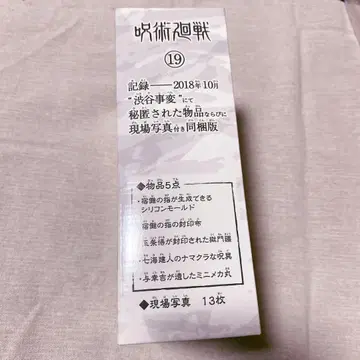 呪術廻戦
⑲
記録――2018年10月
“渋谷事変”にて
秘匿された物品ならびに
現場写真付き同梱版
◆物品5点
・宿儺の指が生成できる
シリコンモールド
宿儺の指の封印布
五条悟が封印された獄門疆
・七海建人のナマクラな呪具
・与幸吉が遺したミニメカ丸
◆現場写真 13枚